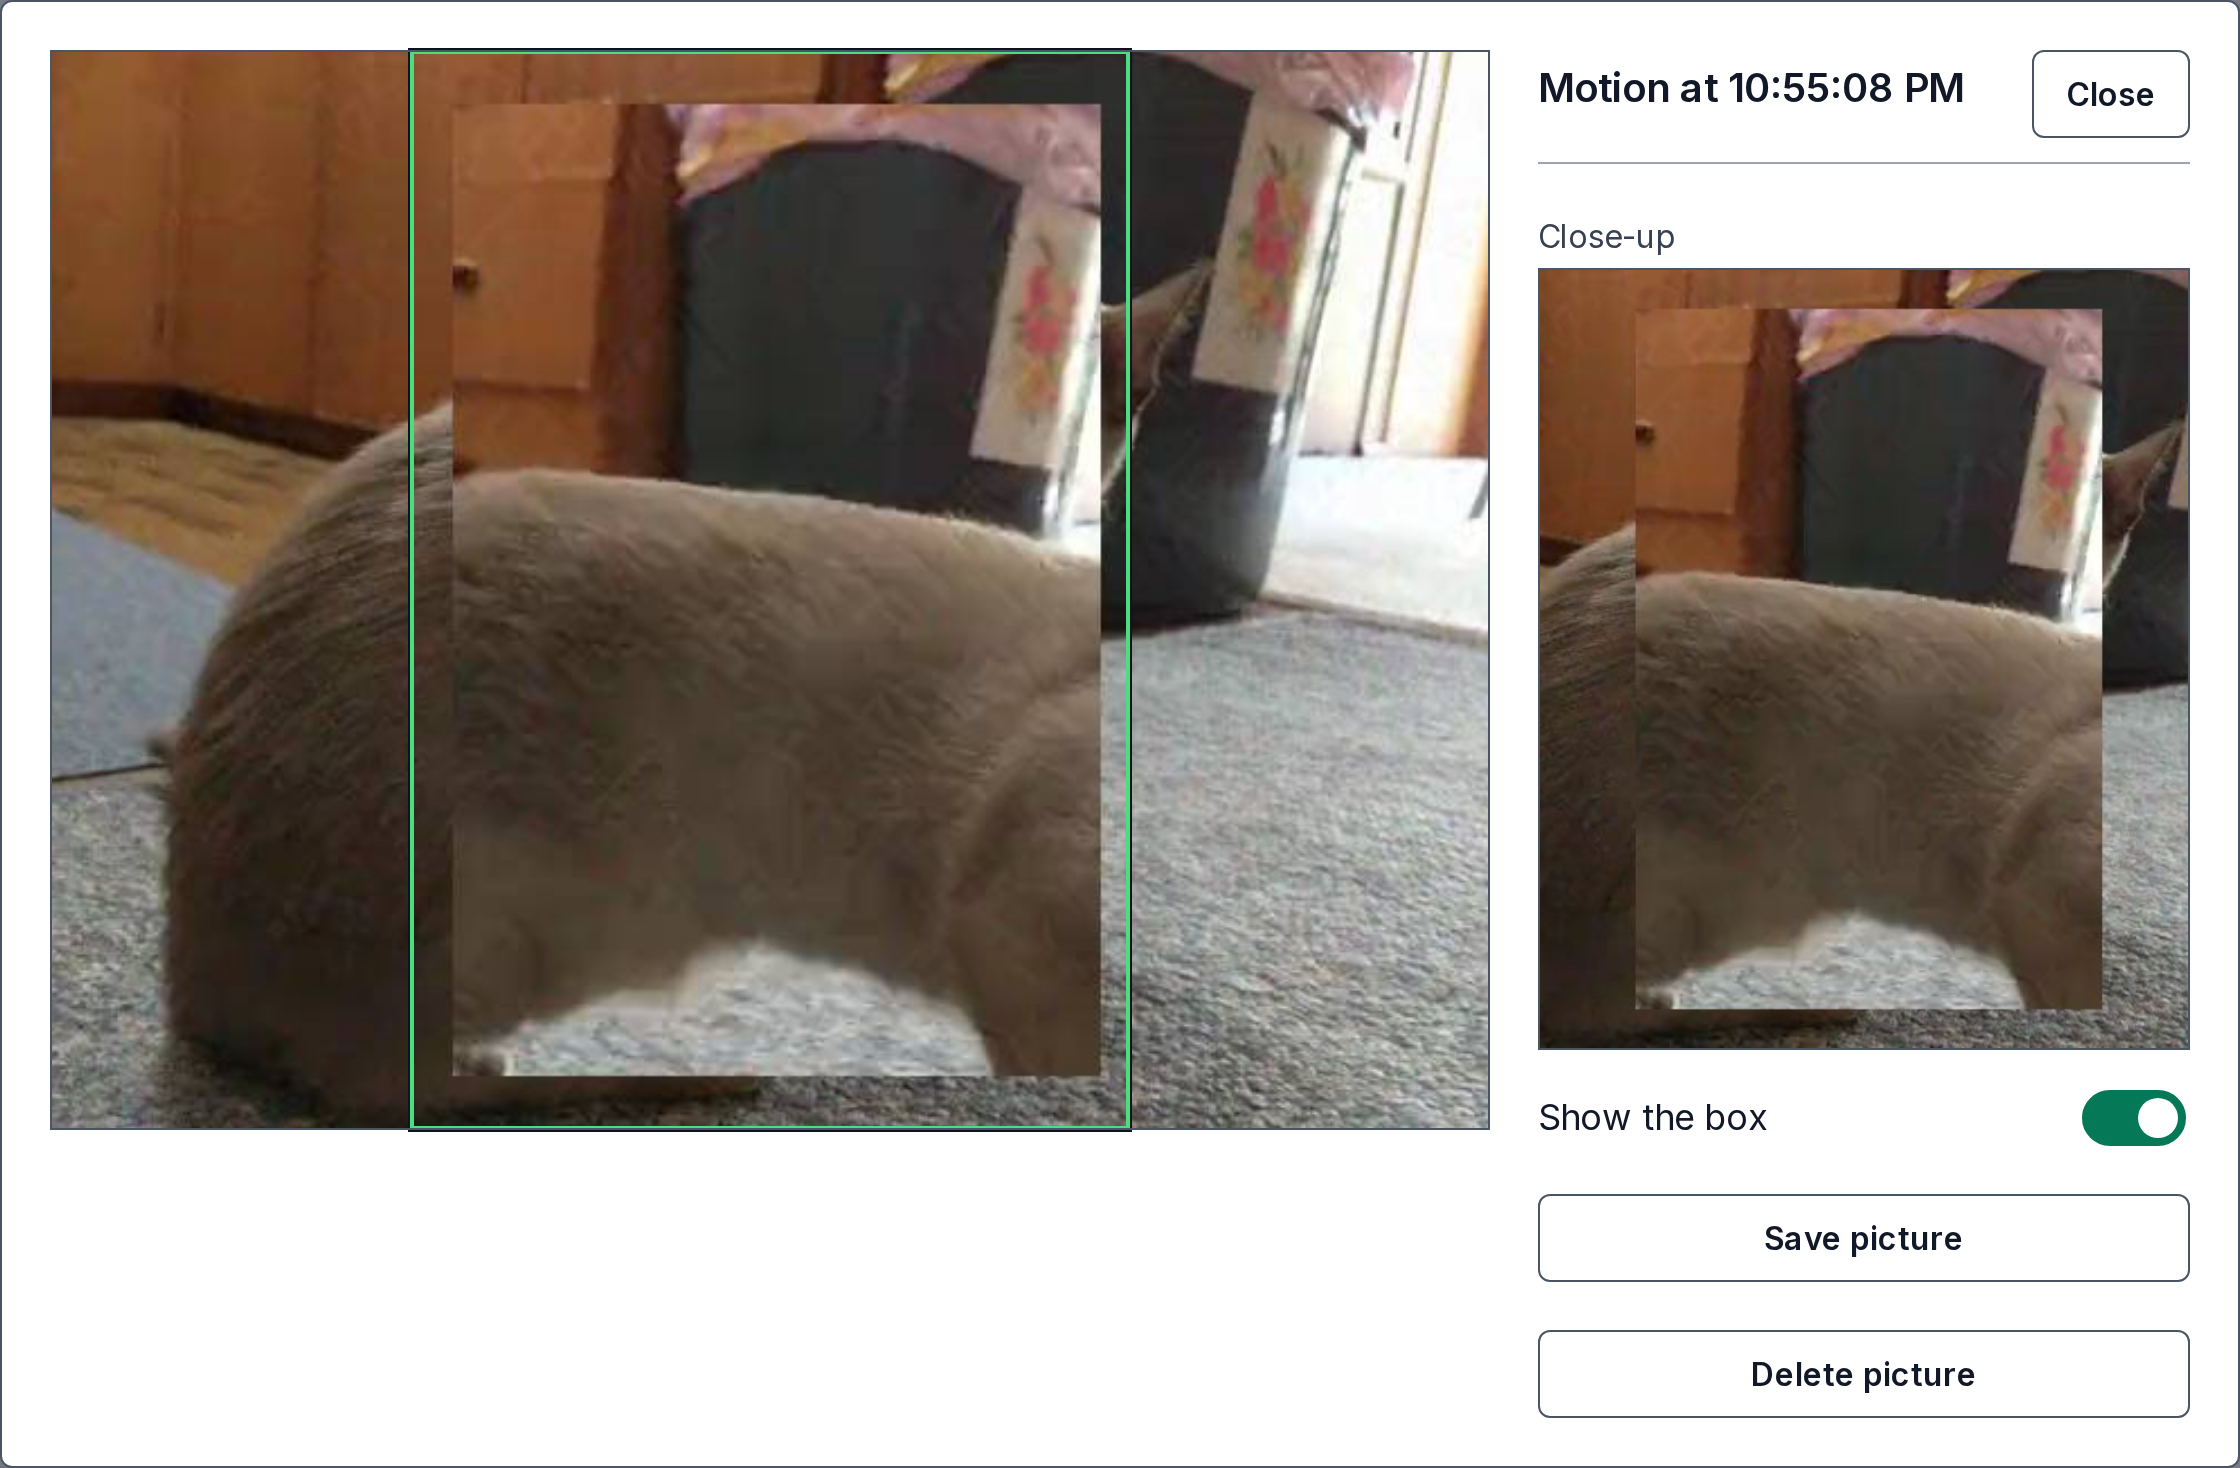 Motion at 10:55:08 PM
Close
Close-up
Show the box
Save picture
Delete picture